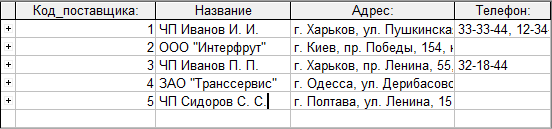 Код_поставщика: Название Адрес: Телефон:
+ 1 ЧП Иванов И. И. г. Харьков, ул. Пушкинска 33-33-44, 12-34
+ 2 ООО "Интерфрут" г. Киев, пр. Победы, 154, к
+ 3 ЧП Иванов П. П. г. Харьков, пр. Ленина, 55, 32-18-44
+ 4 ЗАО "Транссервис" г. Одесса, ул. Дерибасово
+ 5 ЧП Сидоров С. С. г. Полтава, ул. Ленина, 15